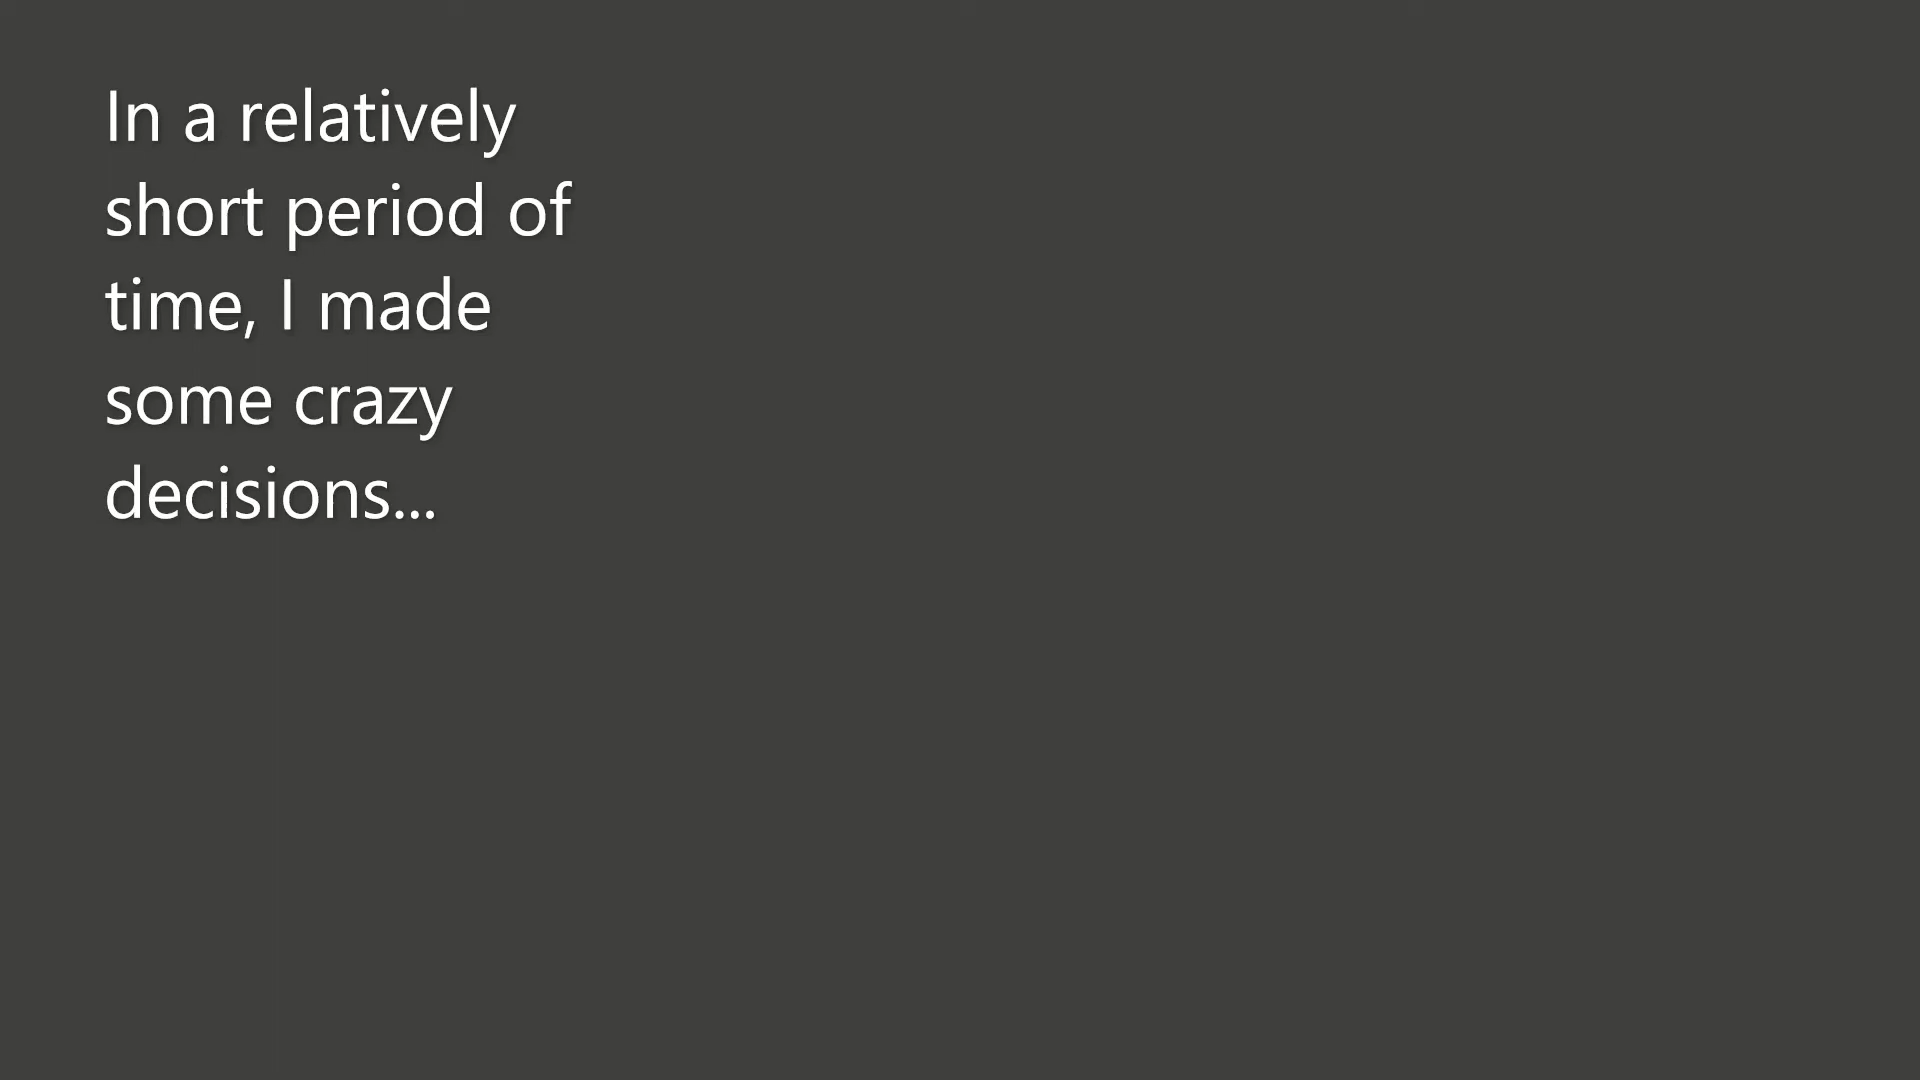 In a relatively
short period of
time, I made
some crazy
decisions...